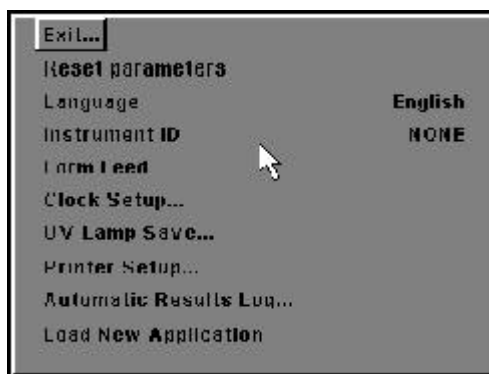 Exit...
Reset parameters
Language English
Instrument ID NONE
Form Feed
Clock Setup...
UV Lamp Save...
Printer Setup...
Automatic Results Log...
Load New Application